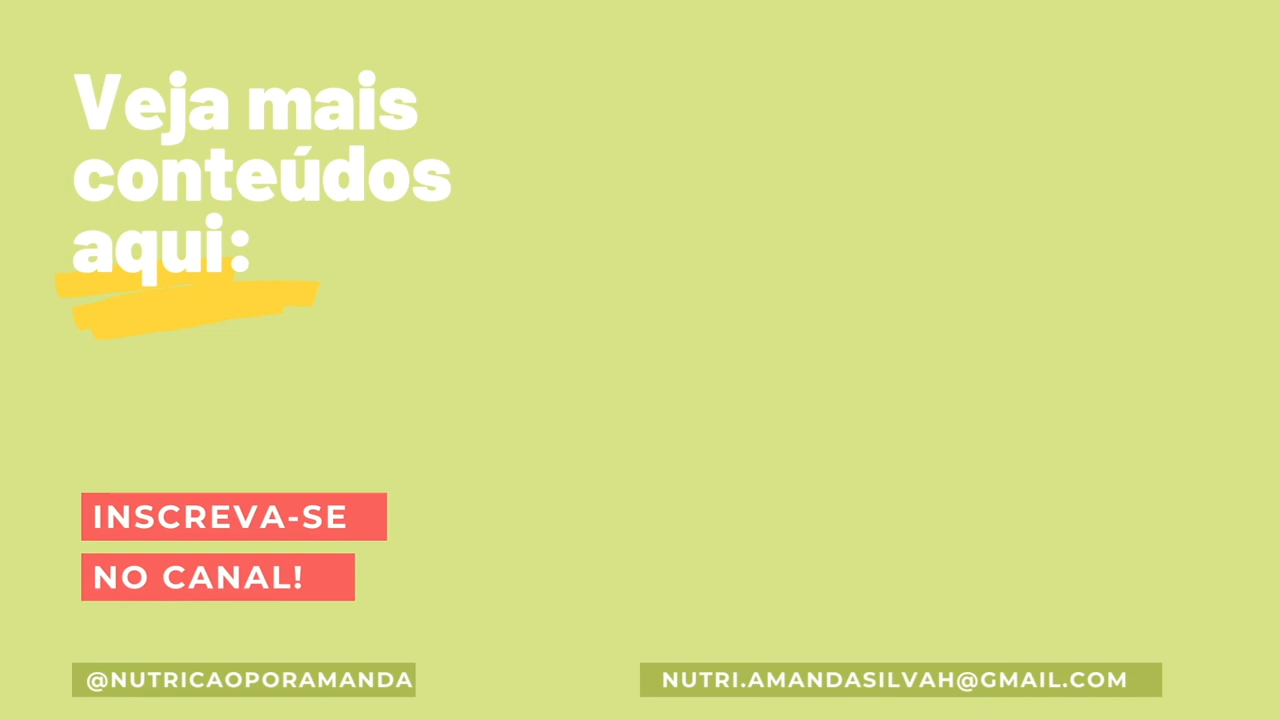 Veja mais
conteúdos
aqui:
INSCREVA-SE
NO CANAL!
@NUTRICAOPORAMANDA
NUTRI.AMANDASILVAH@GMAIL.COM